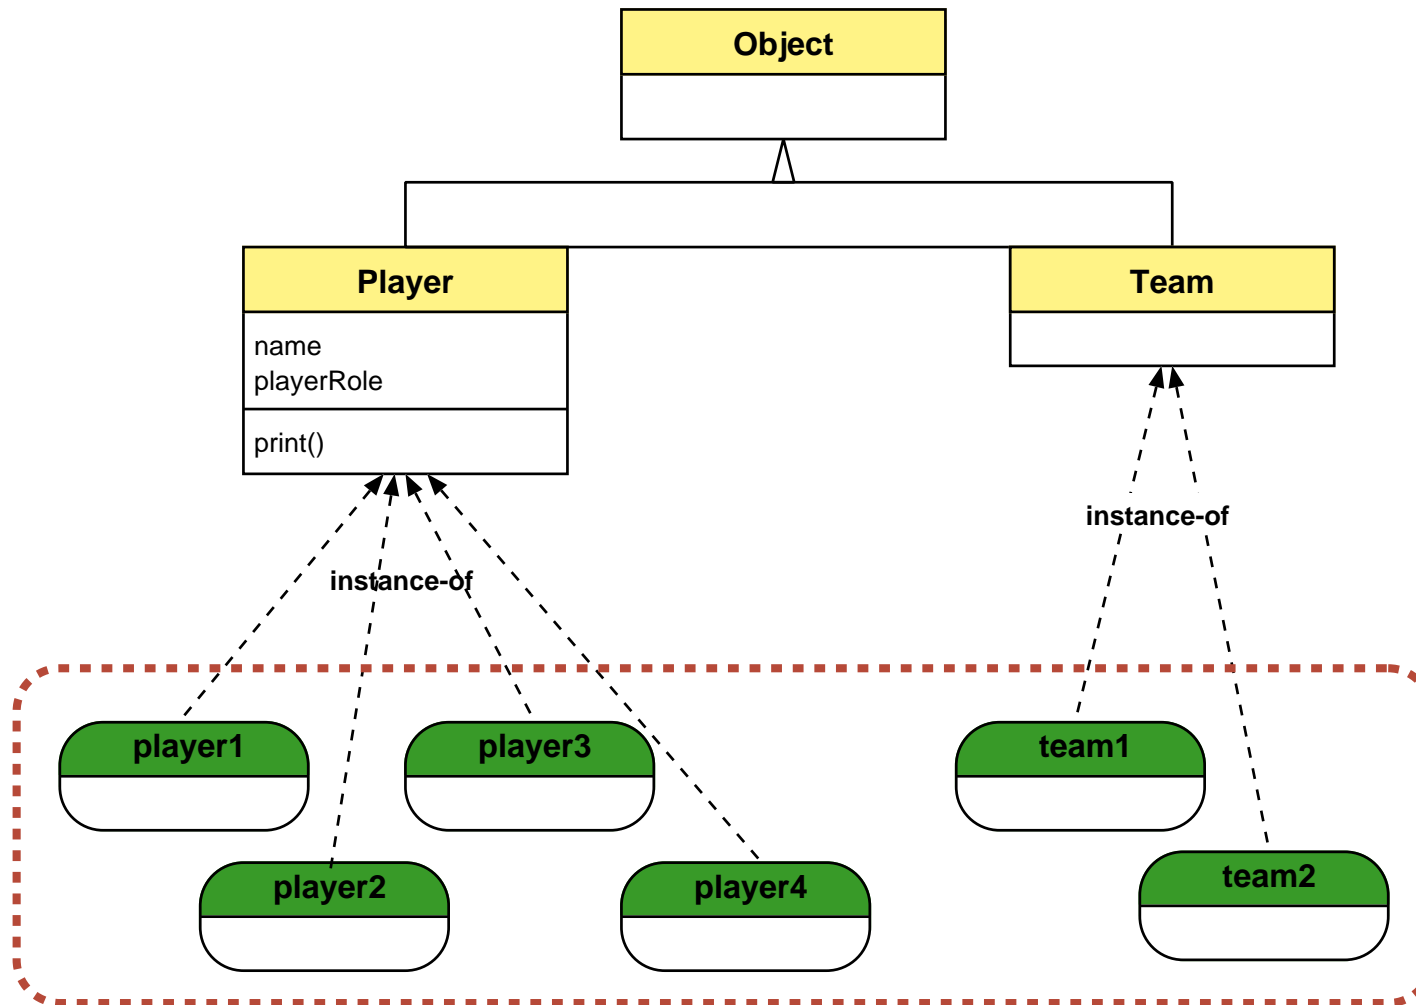 Object
Player
Team
name
playerRole
print()
instance-of
instance-of
player1
player3
team1
player2
player4
team2